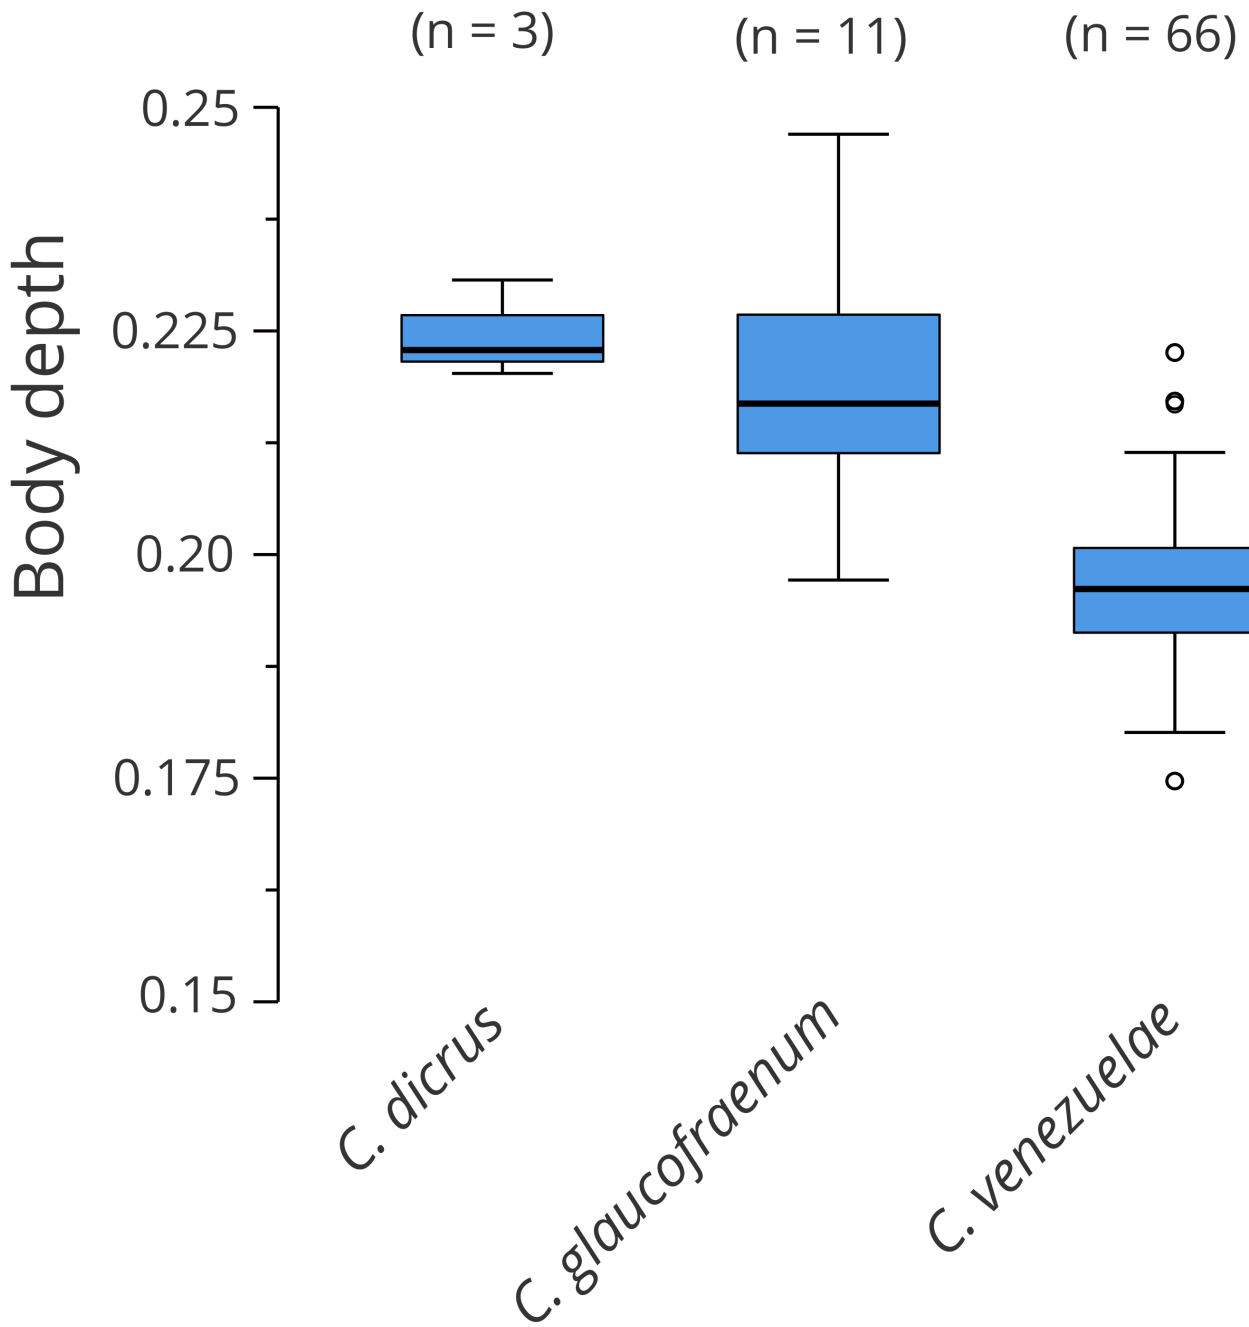 (n = 3)
(n = 11)
(n = 66)
Body depth
0.25
0.225
0.20
0.175
0.15
C. dicrus
C. glaucofraenum
C. venezuelae